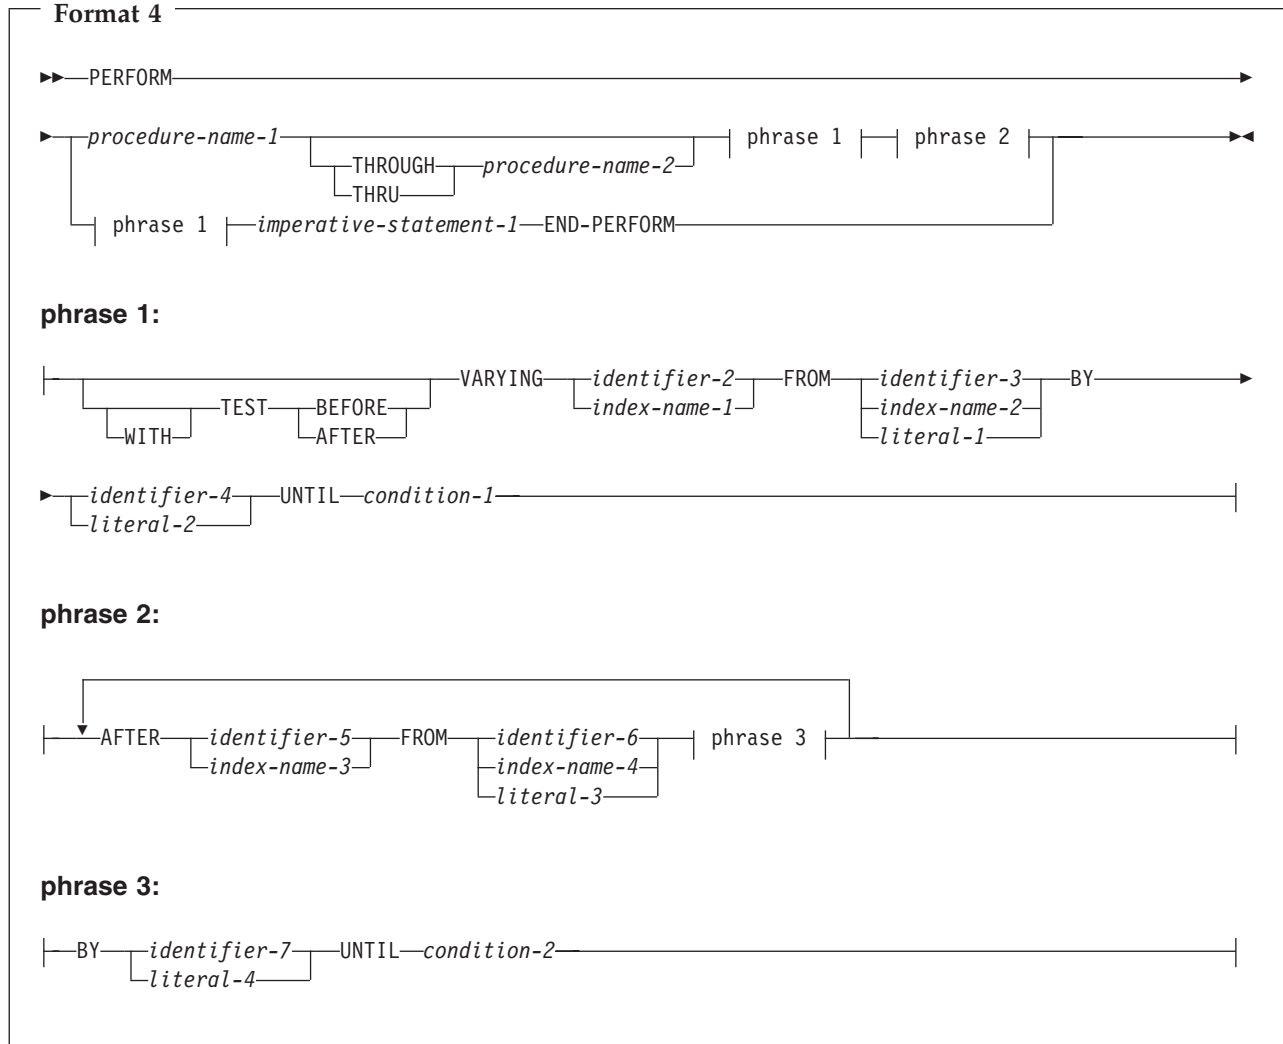 Format 4
PERFORM
procedure-name-1 phrase 1 phrase 2
THROUGH procedure-name-2
THRU
phrase 1 imperative-statement-1 END-PERFORM
phrase 1:
VARYING identifier-2 FROM identifier-3 BY
TEST BEFORE index-name-1 index-name-2
WITH AFTER literal-1
identifier-4 UNTIL condition-1
literal-2
phrase 2:
AFTER identifier-5 FROM identifier-6 phrase 3
index-name-3 index-name-4
literal-3
phrase 3:
BY identifier-7 UNTIL condition-2
literal-4